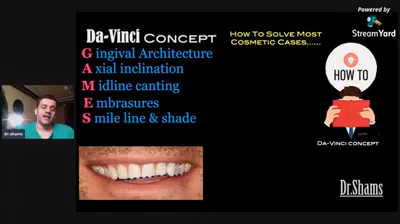 Da-Vinci CONCEPT
Gingival Architecture
Axial inclination
Midline canting
Embrasures
Smile line & shade
HOW TO SOLVE MOST
COSMETIC CASES......
HOW TO
DA-VINCI CONCEPT
Dr.Shams
Dr.shams
Powered by
StreamYard